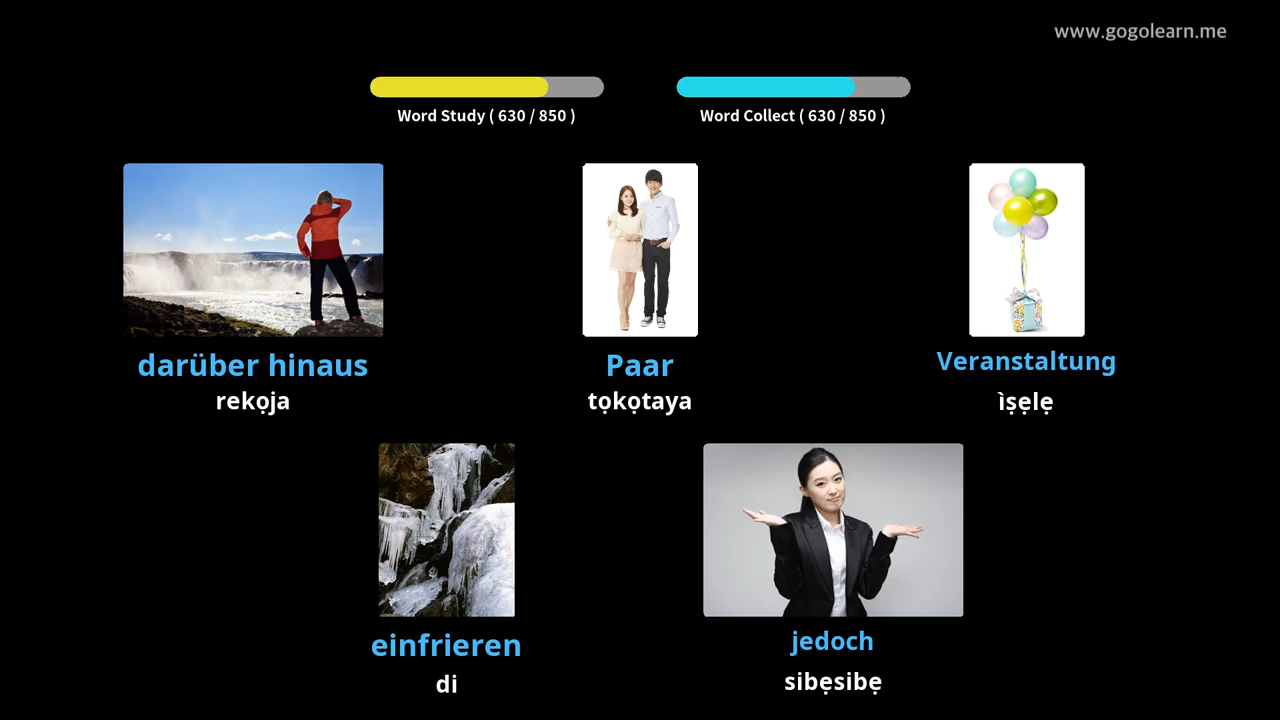 www.gogolearn.me
Word Study ( 630 / 850 )
Word Collect ( 630 / 850 )
darüber hinaus
rekọja
Paar
tọkọtaya
Veranstaltung
ìṣẹlẹ
einfrieren
di
jedoch
sibẹsibẹ